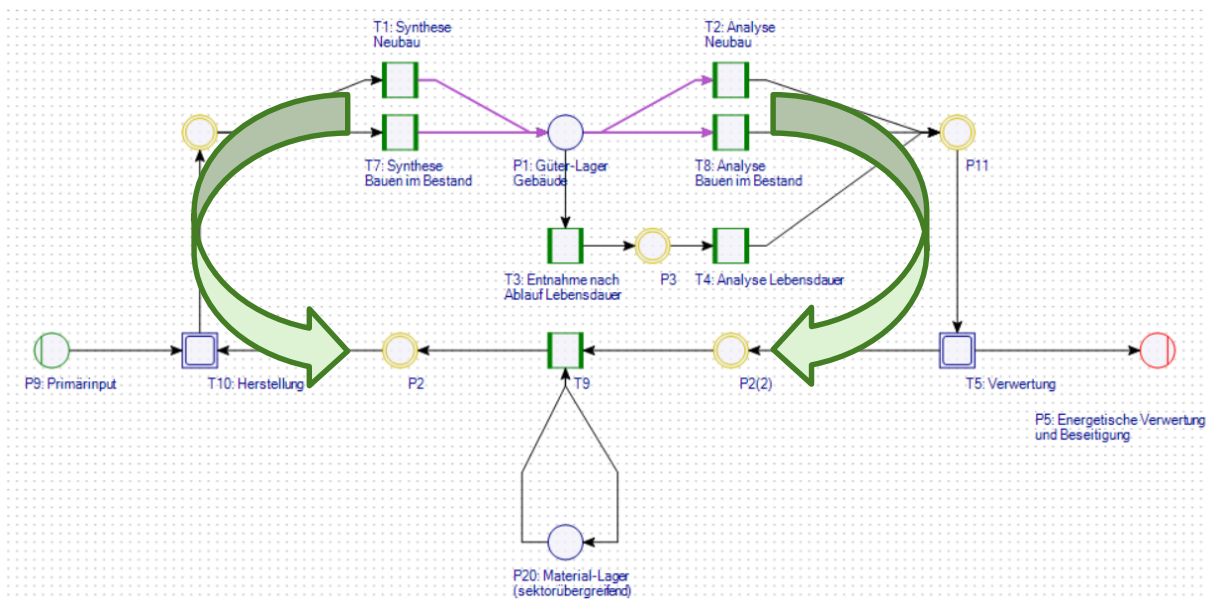 T1: Synthese
Neubau
T2: Analyse
Neubau
T7: Synthese
Bauen im Bestand
P1: Güter-Lager
Gebäude
T8: Analyse
Bauen im Bestand
P11
T3: Entnahme nach
Ablauf Lebensdauer
P3
T4: Analyse Lebensdauer
P9: Primärinput
T10: Herstellung
P2
T9
P2(2)
T5: Verwertung
P5: Energetische Verwertung
und Beseitigung
P20: Material-Lager
(sektorübergreifend)